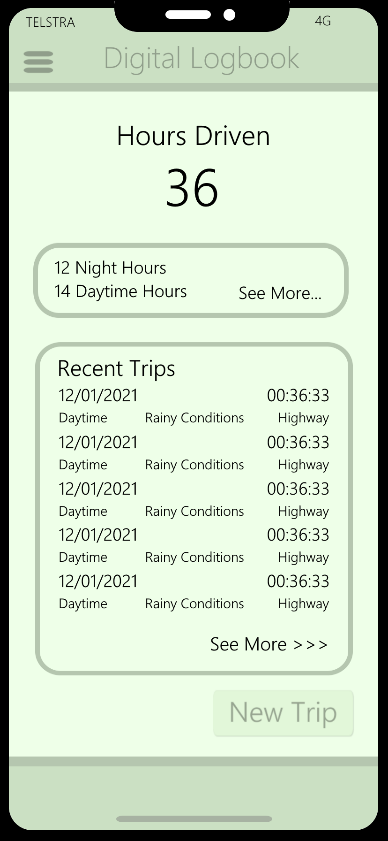 TELSTRA 4G
Digital Logbook
Hours Driven
36
12 Night Hours
14 Daytime Hours See More...
Recent Trips
12/01/2021 00:36:33
Daytime Rainy Conditions Highway
12/01/2021 00:36:33
Daytime Rainy Conditions Highway
12/01/2021 00:36:33
Daytime Rainy Conditions Highway
12/01/2021 00:36:33
Daytime Rainy Conditions Highway
12/01/2021 00:36:33
Daytime Rainy Conditions Highway
See More >>>
New Trip